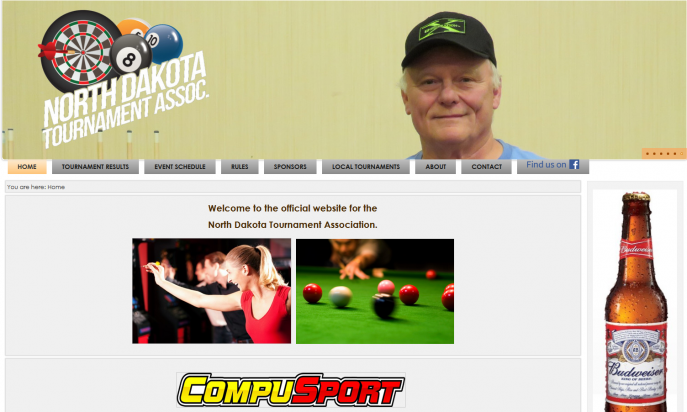 10
8
NORTH DAKOTA
TOURNAMENT ASSOC.
HOME
TOURNAMENT RESULTS
EVENT SCHEDULE
RULES
SPONSORS
LOCAL TOURNAMENTS
ABOUT
CONTACT
Find us on f
You are here: Home
Welcome to the official website for the
North Dakota Tournament Association.
Budweiser
Budweiser
KING OF BEERS
COMPUSPORT